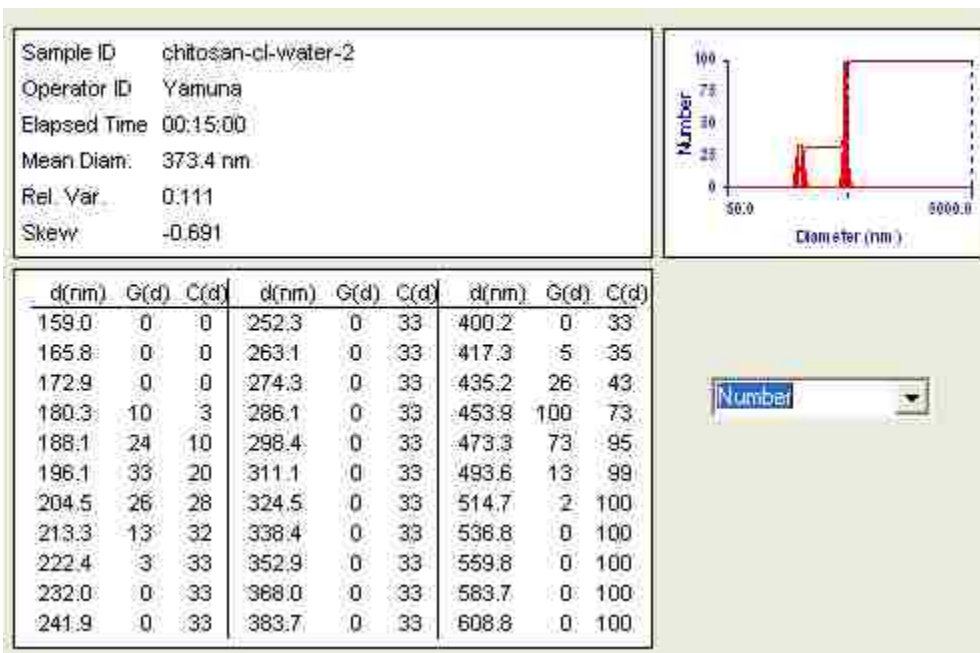 Sample ID chitosan-cl-water-2
Operator ID Yamuna
Elapsed Time 00:15:00
Mean Diam. 373.4 nm
Rel. Var. 0.111
Skew -0.691
100
75
50
25
0
Number
50.0 5000.0
Diameter (nm)
d(nm) G(d) C(d) d(nm) G(d) C(d) d(nm) G(d) C(d)
159.0 0 0 252.3 0 33 400.2 0 33
165.8 0 0 263.1 0 33 417.3 5 35
172.9 0 0 274.3 0 33 435.2 26 43
180.3 10 3 286.1 0 33 453.9 100 73
188.1 24 10 298.4 0 33 473.3 73 95
196.1 33 20 311.1 0 33 493.6 13 99
204.5 26 28 324.5 0 33 514.7 2 100
213.3 13 32 338.4 0 33 536.8 0 100
222.4 3 33 352.9 0 33 559.8 0 100
232.0 0 33 368.0 0 33 583.7 0 100
241.9 0 33 383.7 0 33 608.8 0 100
Number